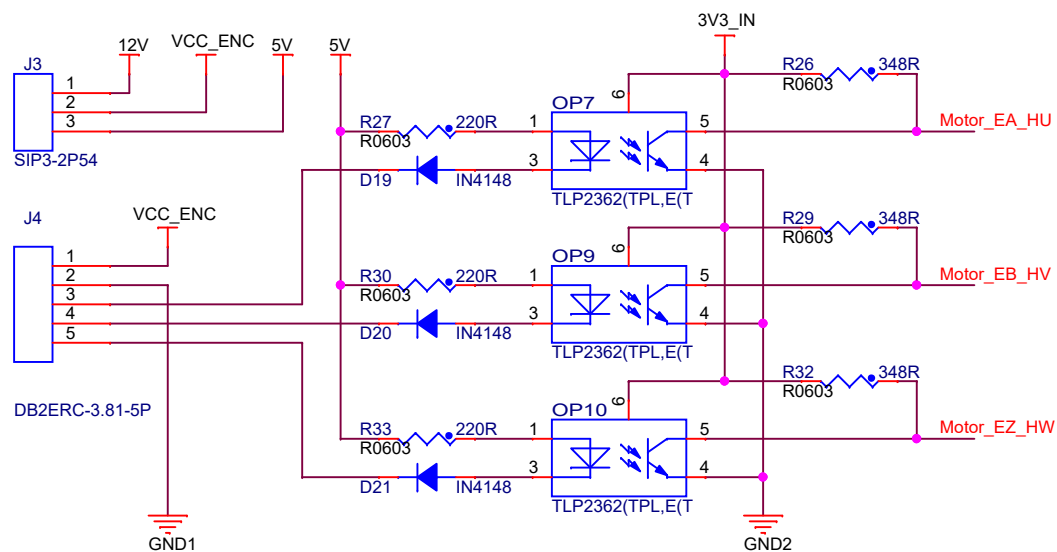 3V3_IN
12V
VCC_ENC
5V
5V
J3
1
2
3
SIP3-2P54
R26
348R
R0603
6
OP7
R27
220R
R0603
1
5
Motor_EA_HU
3
4
D19
IN4148
TLP2362(TPL,E(T
J4
VCC_ENC
1
2
3
4
5
DB2ERC-3.81-5P
R29
348R
R0603
6
OP9
R30
220R
R0603
1
5
Motor_EB_HV
3
4
D20
IN4148
TLP2362(TPL,E(T
R32
348R
R0603
6
OP10
R33
220R
R0603
1
5
Motor_EZ_HW
3
4
D21
IN4148
TLP2362(TPL,E(T
GND1
GND2